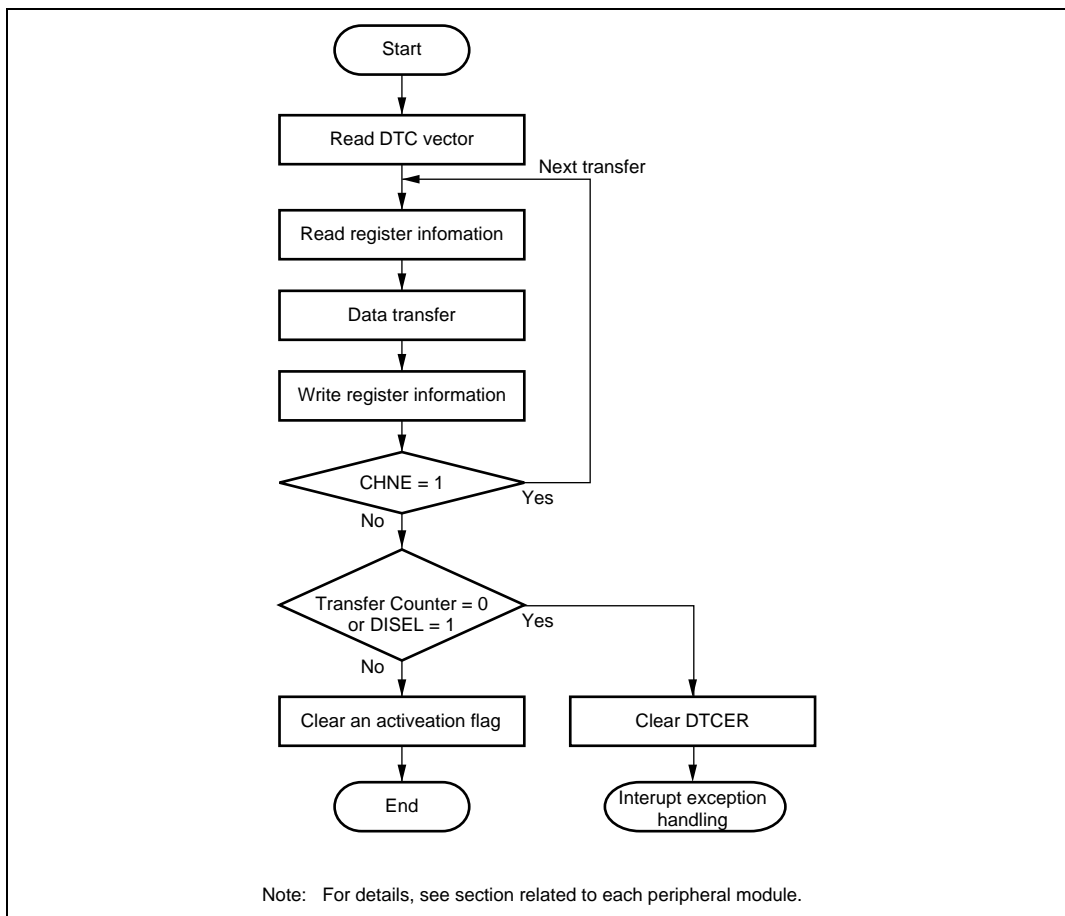 Start
Read DTC vector
Next transfer
Read register infomation
Data transfer
Write register information
CHNE = 1
Yes
No
Transfer Counter = 0
or DISEL = 1
Yes
No
Clear an activeation flag
Clear DTCER
End
Interupt exception
handling
Note: For details, see section related to each peripheral module.